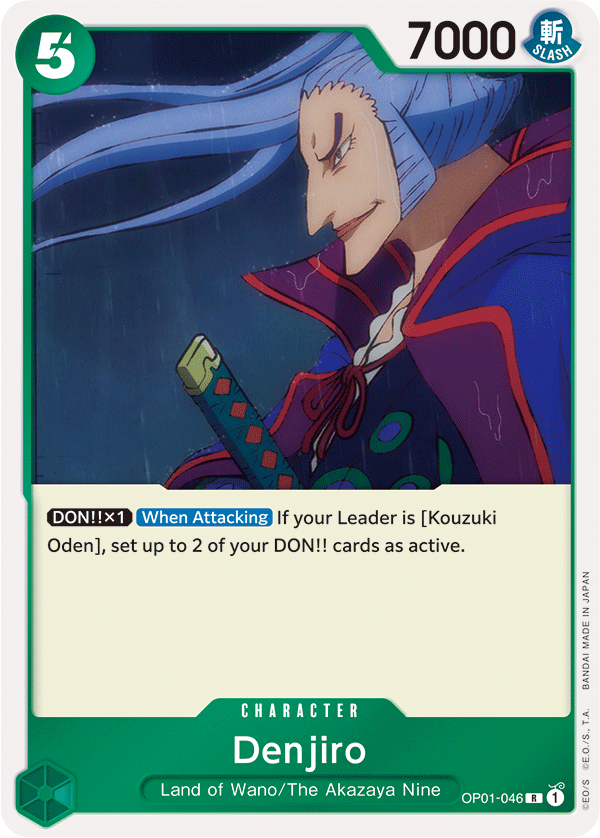 5
7000
斬
SLASH
DON!!×1 When Attacking If your Leader is [Kouzuki
Oden], set up to 2 of your DON!! cards as active.
CHARACTER
Denjiro
Land of Wano/The Akazaya Nine
OP01-046 R 1
©E.O/S ©E.O./S., T.A. BANDAI MADE IN JAPAN